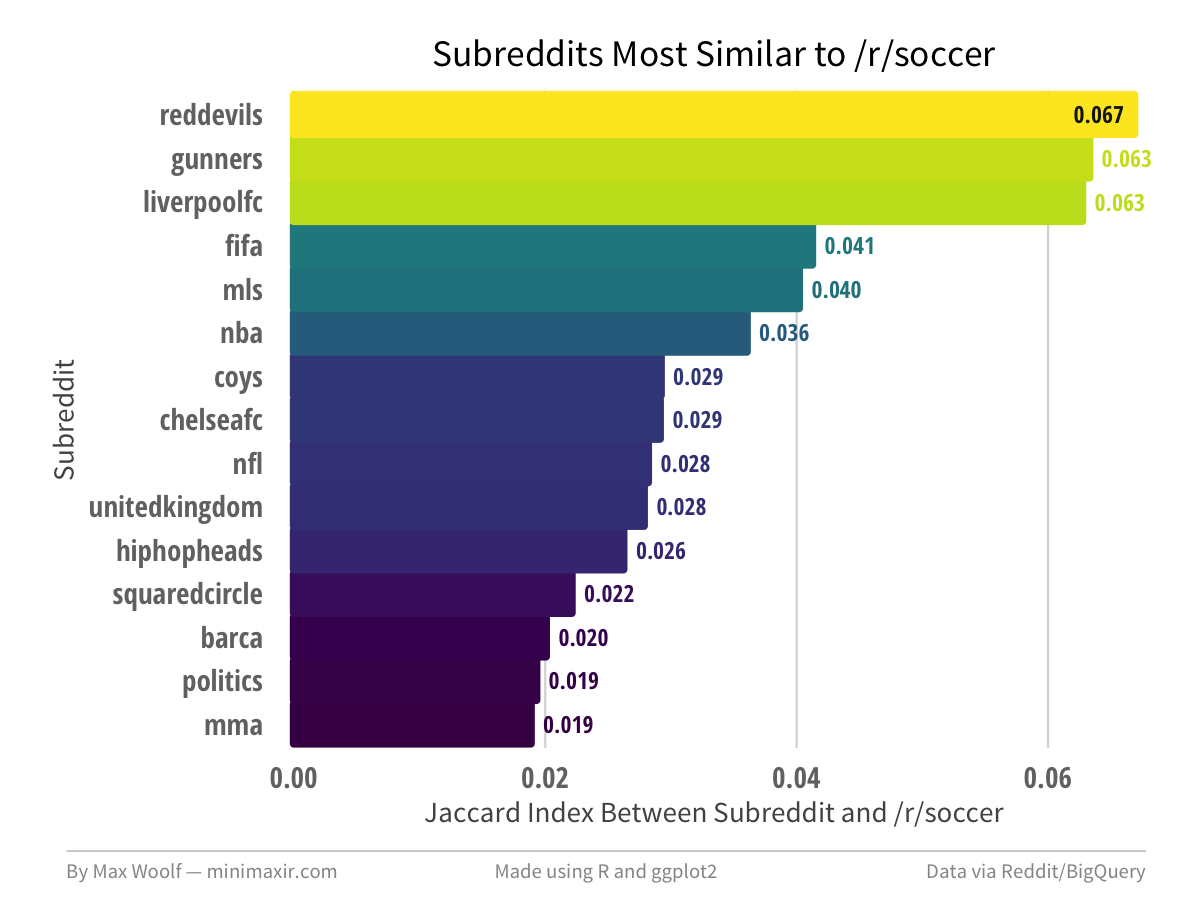 Subreddits Most Similar to /r/soccer
reddevils 0.067
gunners 0.063
liverpoolfc 0.063
fifa 0.041
mls 0.040
nba 0.036
coys 0.029
chelseafc 0.029
nfl 0.028
unitedkingdom 0.028
hiphopheads 0.026
squaredcircle 0.022
barca 0.020
politics 0.019
mma 0.019
Subreddit
0.00 0.02 0.04 0.06
Jaccard Index Between Subreddit and /r/soccer
By Max Woolf — minimaxir.com Made using R and ggplot2 Data via Reddit/BigQuery